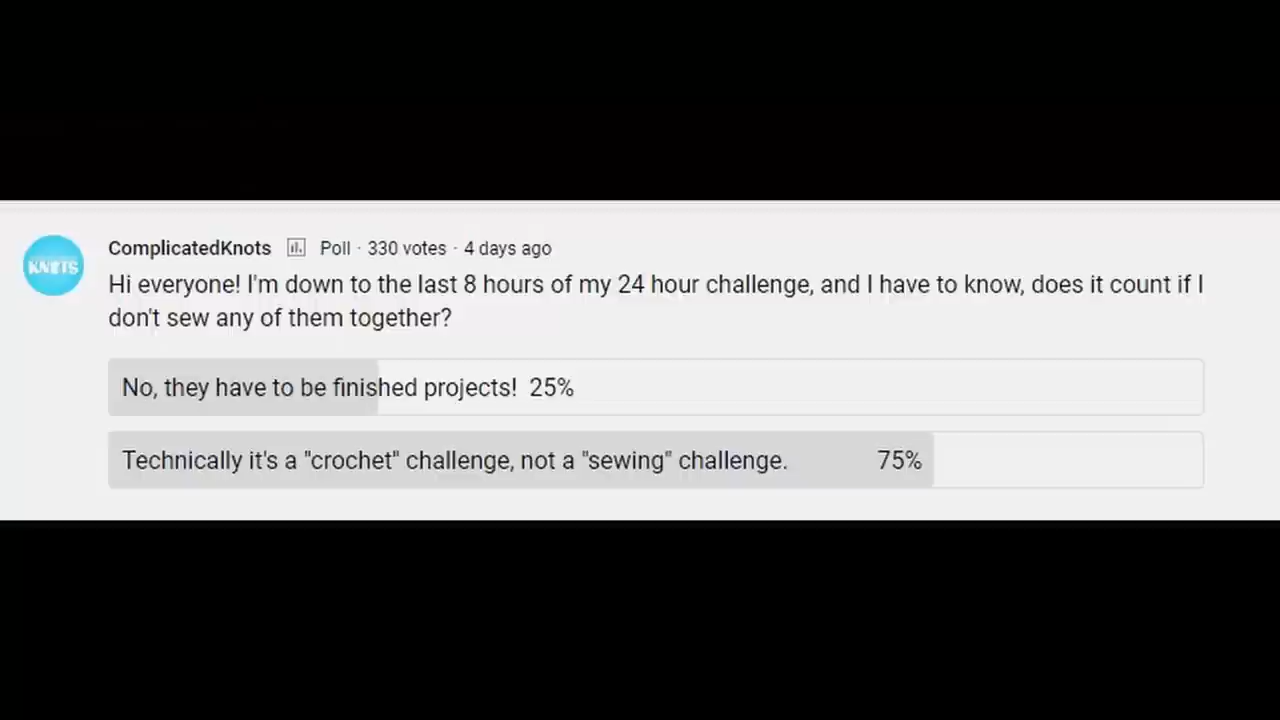 ComplicatedKnots Poll · 330 votes · 4 days ago
KNOTS
Hi everyone! I'm down to the last 8 hours of my 24 hour challenge, and I have to know, does it count if I
don't sew any of them together?
No, they have to be finished projects! 25%
Technically it's a "crochet" challenge, not a "sewing" challenge. 75%